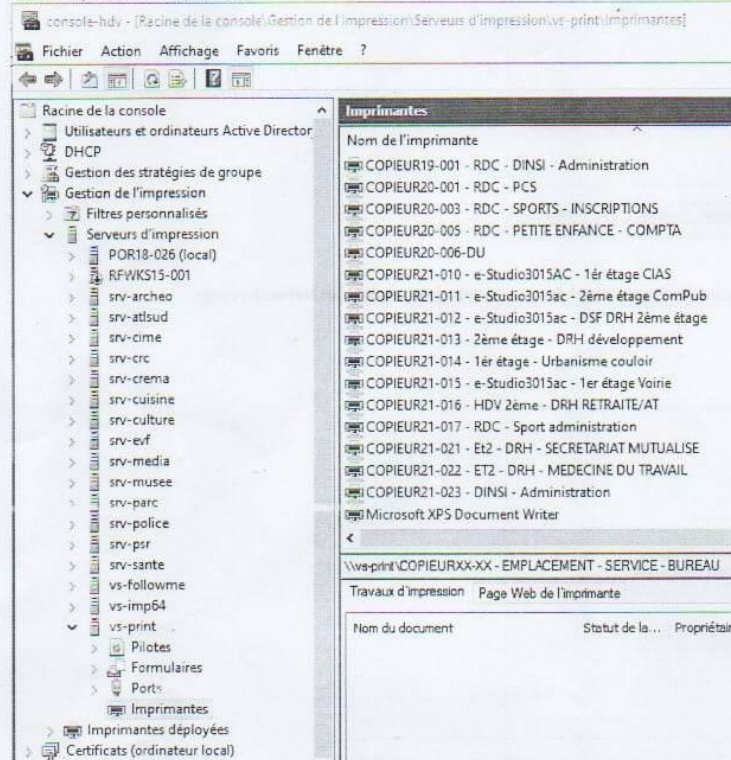 console-hdv - [Racine de la console\Gestion de l'impression\Serveurs d'impression\vs-print\Imprimantes]
Fichier Action Affichage Favoris Fenêtre ?
Racine de la console
Utilisateurs et ordinateurs Active Director
DHCP
Gestion des stratégies de groupe
Gestion de l'impression
Filtres personnalisés
Serveurs d'impression
POR18-026 (local)
RFWKS15-001
srv-archeo
srv-atlsud
srv-cime
srv-crc
srv-crema
srv-cuisine
srv-culture
srv-evf
srv-media
srv-musee
srv-parc
srv-police
srv-psr
srv-sante
vs-followme
vs-imp64
vs-print
Pilotes
Formulaires
Ports
Imprimantes
Imprimantes déployées
Certificats (ordinateur local)
Imprimantes
Nom de l'imprimante
COPIEUR19-001 - RDC - DINSI - Administration
COPIEUR20-001 - RDC - PCS
COPIEUR20-003 - RDC - SPORTS - INSCRIPTIONS
COPIEUR20-005 - RDC - PETITE ENFANCE - COMPTA
COPIEUR20-006-DU
COPIEUR21-010 - e-Studio3015AC - 1ér étage CIAS
COPIEUR21-011 - e-Studio3015ac - 2ème étage ComPub
COPIEUR21-012 - e-Studio3015ac - DSF DRH 2ème étage
COPIEUR21-013 - 2ème étage - DRH développement
COPIEUR21-014 - 1ér étage - Urbanisme couloir
COPIEUR21-015 - e-Studio3015ac - 1er étage Voirie
COPIEUR21-016 - HDV 2ème - DRH RETRAITE/AT
COPIEUR21-017 - RDC - Sport administration
COPIEUR21-021 - Et2 - DRH - SECRETARIAT MUTUALISE
COPIEUR21-022 - ET2 - DRH - MEDECINE DU TRAVAIL
COPIEUR21-023 - DINSI - Administration
Microsoft XPS Document Writer
\\vs-print\COPIEURXX-XX - EMPLACEMENT - SERVICE - BUREAU
Travaux d'impression Page Web de l'imprimante
Nom du document Statut de la... Propriétair